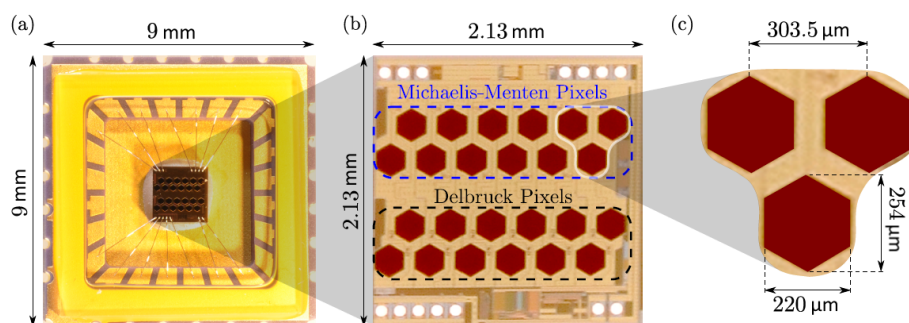 (a)
9 mm
9 mm
(b)
2.13 mm
2.13 mm
Michaelis-Menten Pixels
Delbruck Pixels
(c)
303.5 µm
254 µm
220 µm